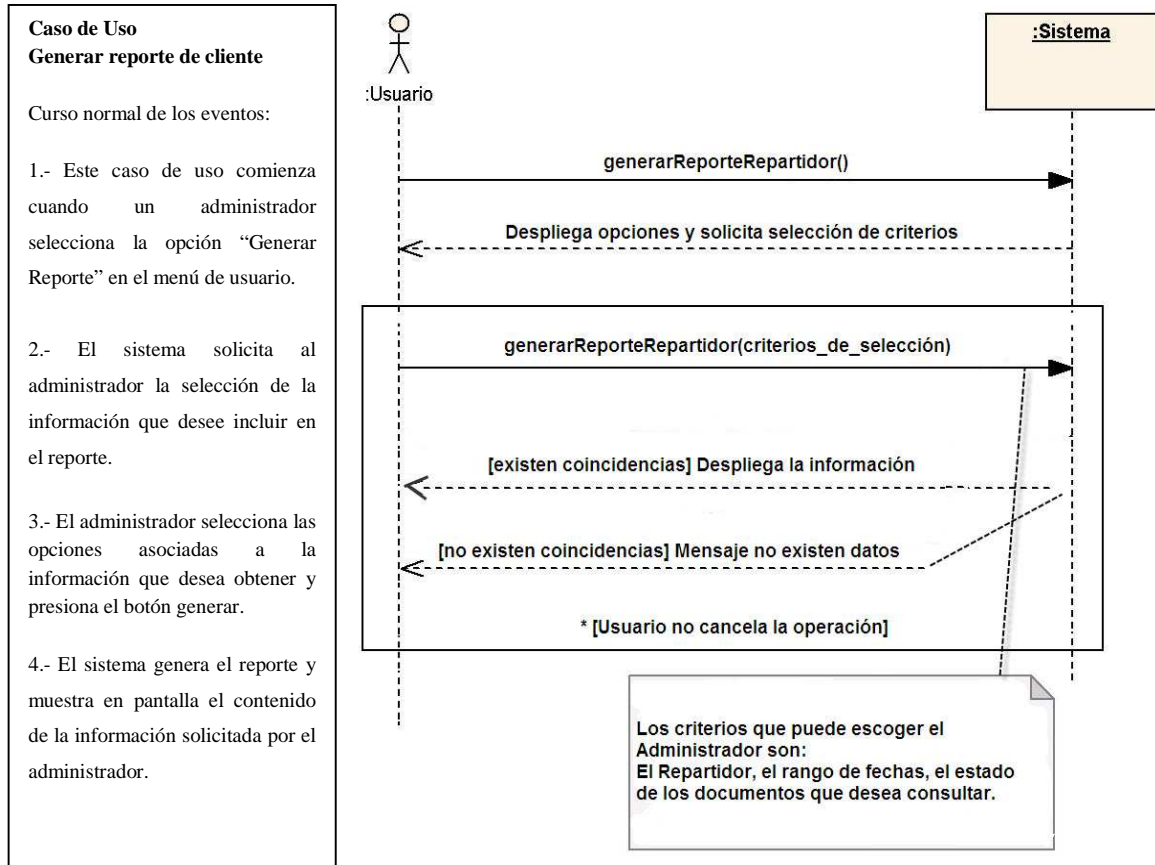 Caso de Uso
Generar reporte de cliente
Curso normal de los eventos:
1.- Este caso de uso comienza
cuando un administrador
selecciona la opción “Generar
Reporte” en el menú de usuario.
2.- El sistema solicita al
administrador la selección de la
información que desee incluir en
el reporte.
3.- El administrador selecciona las
opciones asociadas a la
información que desea obtener y
presiona el botón generar.
4.- El sistema genera el reporte y
muestra en pantalla el contenido
de la información solicitada por el
administrador.
:Usuario
:Sistema
generarReporteRepartidor()
Despliega opciones y solicita selección de criterios
generarReporteRepartidor(criterios_de_selección)
[existen coincidencias] Despliega la información
[no existen coincidencias] Mensaje no existen datos
* [Usuario no cancela la operación]
Los criterios que puede escoger el
Administrador son:
El Repartidor, el rango de fechas, el estado
de los documentos que desea consultar.